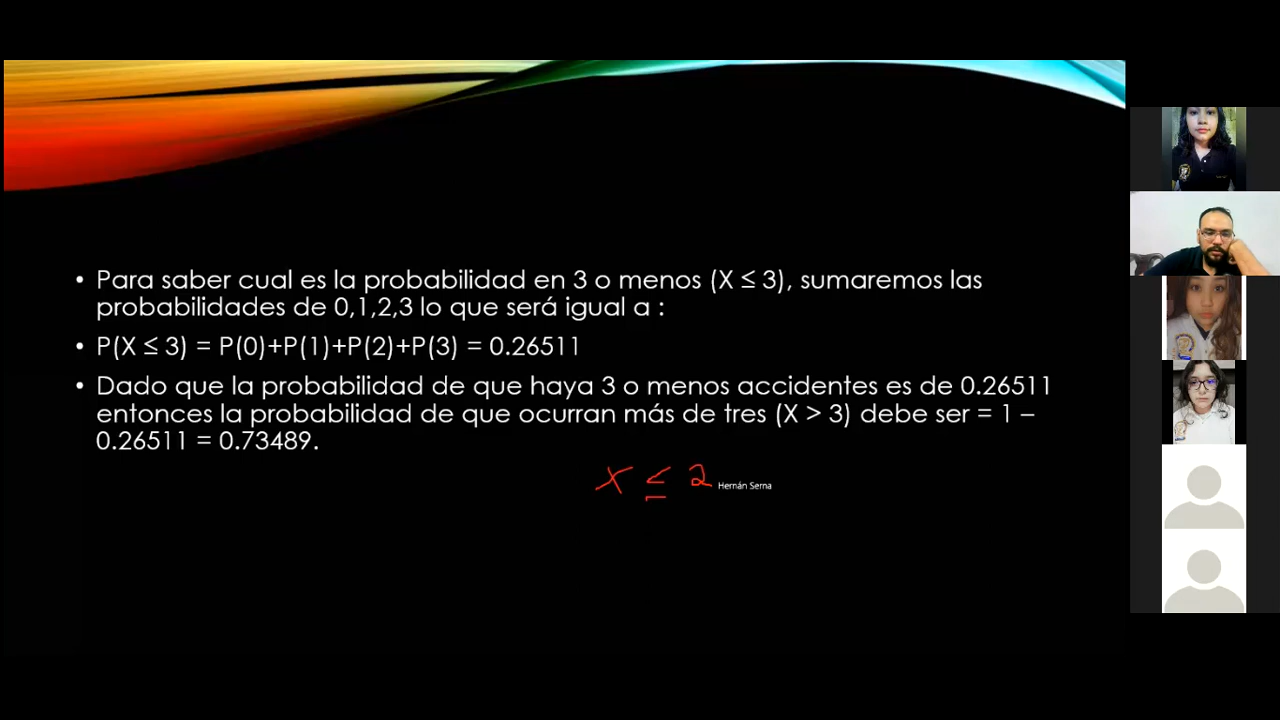 • Para saber cual es la probabilidad en 3 o menos (X ≤ 3), sumaremos las
probabilidades de 0,1,2,3 lo que será igual a :
• P(X ≤ 3) = P(0)+P(1)+P(2)+P(3) = 0.26511
• Dado que la probabilidad de que haya 3 o menos accidentes es de 0.26511
entonces la probabilidad de que ocurran más de tres (X > 3) debe ser = 1 –
0.26511 = 0.73489.
X ≤ 2 Hernán Serna